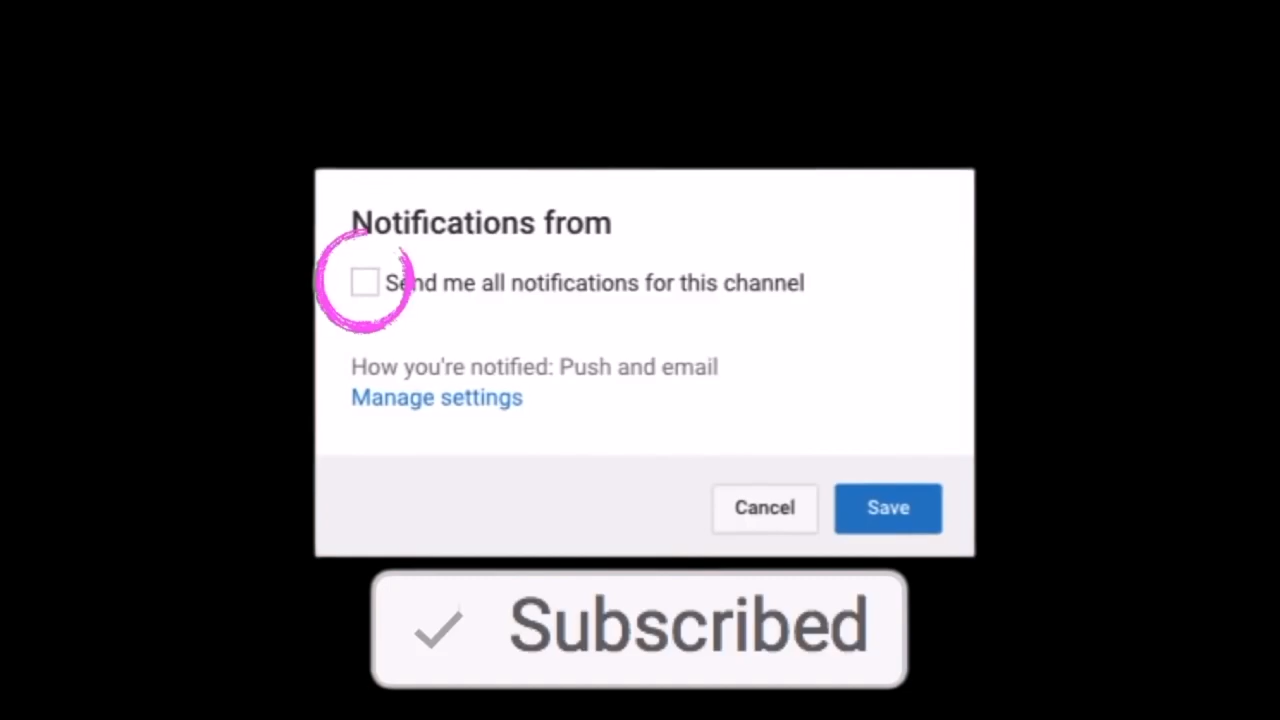 Notifications from
Send me all notifications for this channel
How you're notified: Push and email
Manage settings
Cancel Save
Subscribed